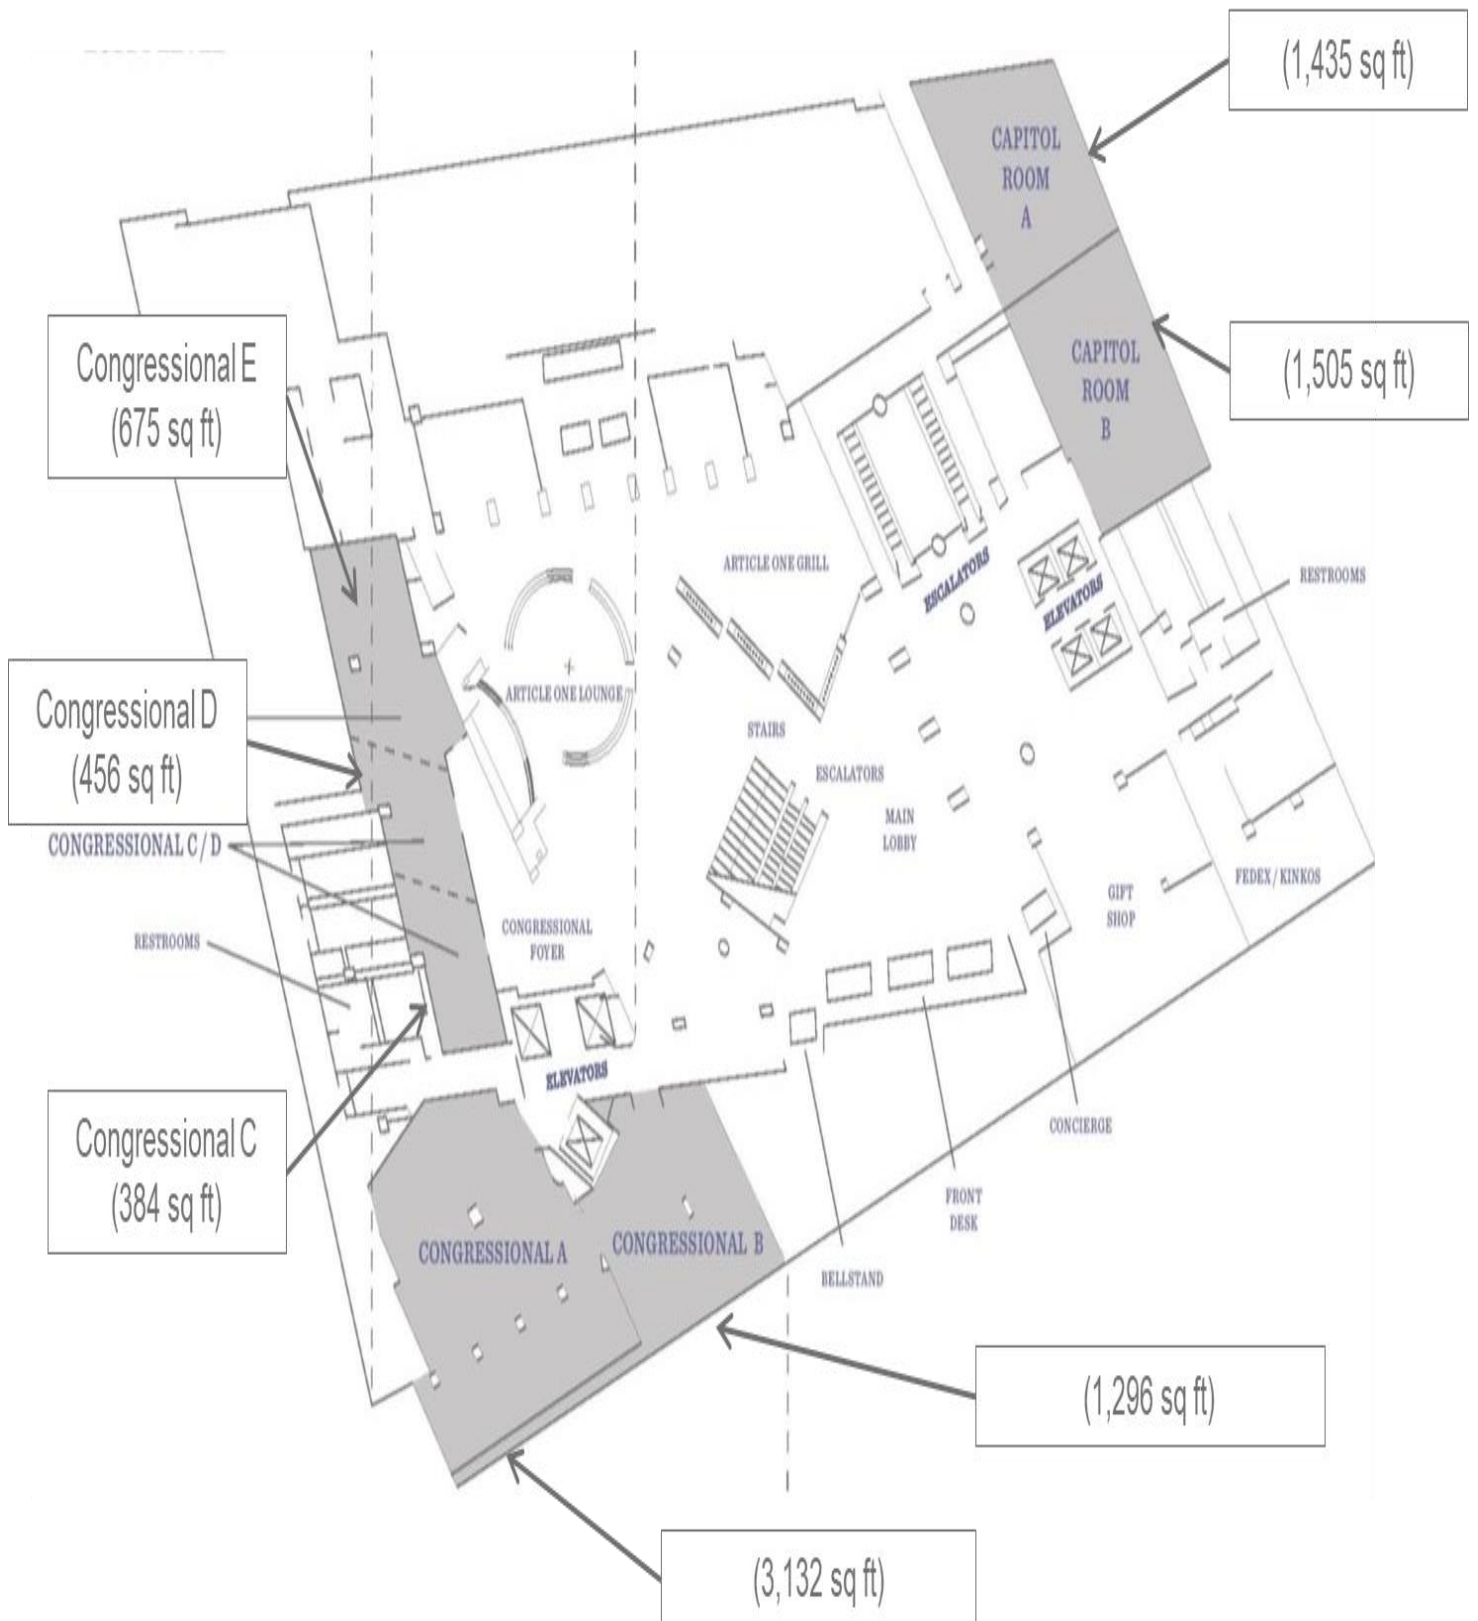 (1,435 sq ft)
CAPITOL
ROOM
A
Congressional E
(675 sq ft)
CAPITOL
ROOM
B
(1,505 sq ft)
ARTICLE ONE GRILL
ESCALATORS
ELEVATORS
RESTROOMS
Congressional D
(456 sq ft)
ARTICLE ONE LOUNGE
STAIRS
ESCALATORS
MAIN
LOBBY
CONGRESSIONAL C / D
GIFT
SHOP
FEDEX / KINKOS
RESTROOMS
CONGRESSIONAL
FOYER
ELEVATORS
Congressional C
(384 sq ft)
CONCIERGE
FRONT
DESK
CONGRESSIONAL A
CONGRESSIONAL B
BELLSTAND
(1,296 sq ft)
(3,132 sq ft)